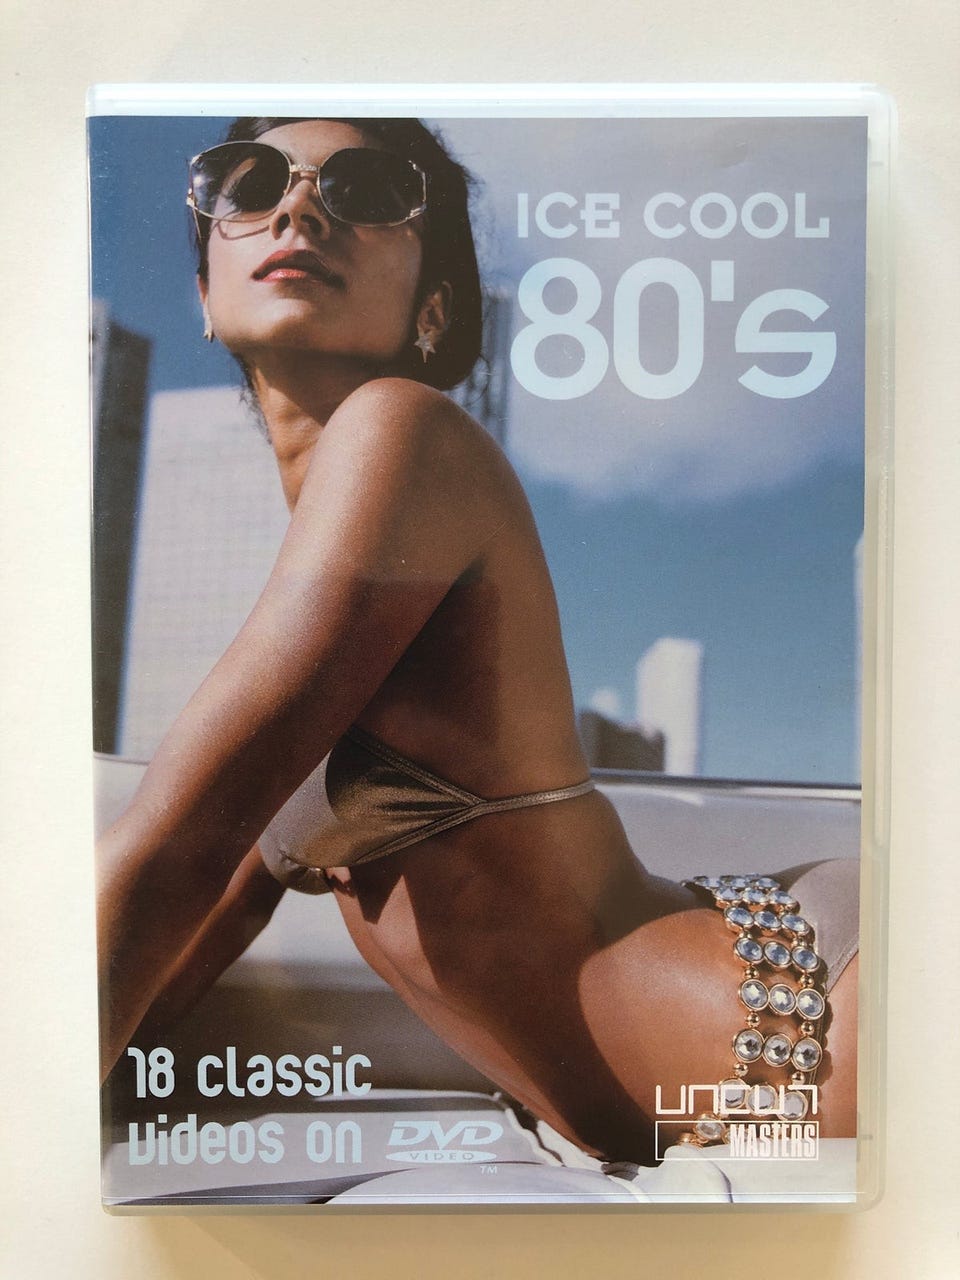 ICE COOL
80's
18 classic
videos on DVD
VIDEO
TM
uncut
MASTERS